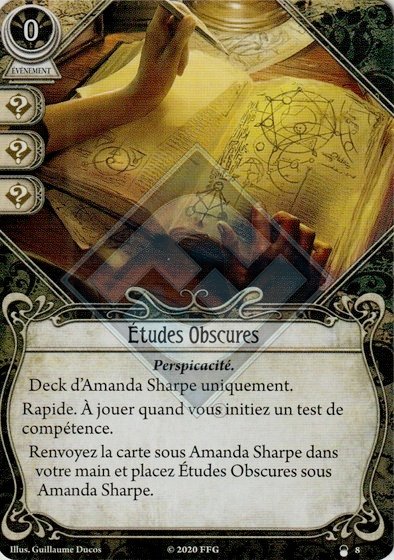 0
ÉVÉNEMENT
?
?
?
Études Obscures
Perspicacité.
Deck d'Amanda Sharpe uniquement.
Rapide. À jouer quand vous initiez un test de
compétence.
Renvoyez la carte sous Amanda Sharpe dans
votre main et placez Études Obscures sous
Amanda Sharpe.
Illus. Guillaume Ducos
© 2020 FFG
8